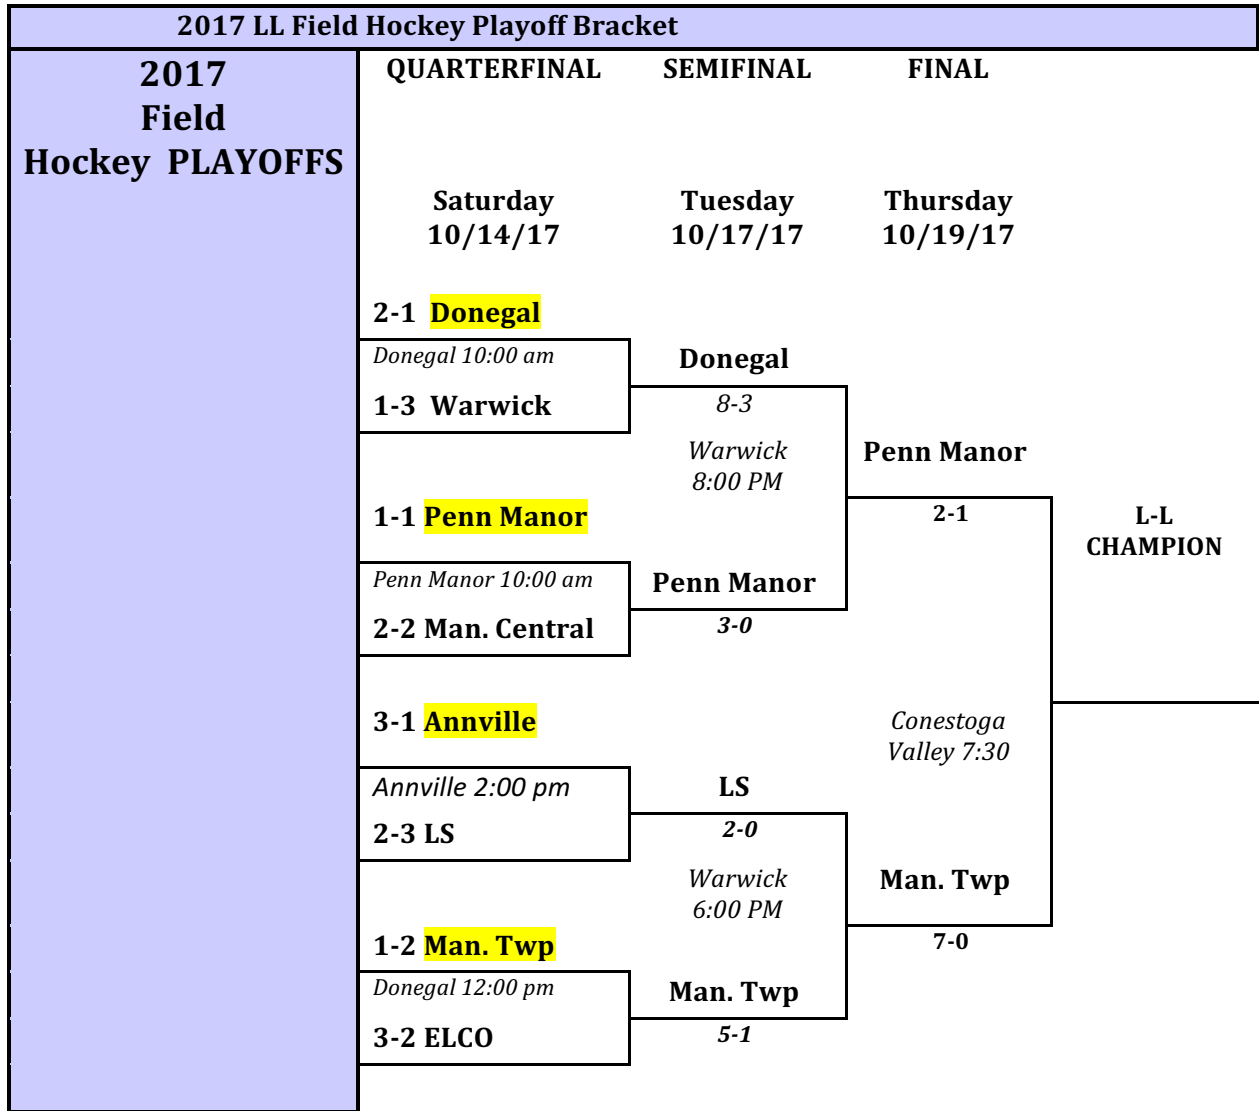 2017 LL Field Hockey Playoff Bracket
2017
Field
Hockey PLAYOFFS
QUARTERFINAL
SEMIFINAL
FINAL
Saturday
10/14/17
Tuesday
10/17/17
Thursday
10/19/17
2-1 Donegal
Donegal 10:00 am
1-3 Warwick
Donegal
8-3
Warwick
8:00 PM
Penn Manor
2-1
1-1 Penn Manor
Penn Manor 10:00 am
2-2 Man. Central
Penn Manor
3-0
L-L
CHAMPION
3-1 Annville
Annville 2:00 pm
2-3 LS
LS
2-0
Conestoga
Valley 7:30
Warwick
6:00 PM
Man. Twp
7-0
1-2 Man. Twp
Donegal 12:00 pm
3-2 ELCO
Man. Twp
5-1